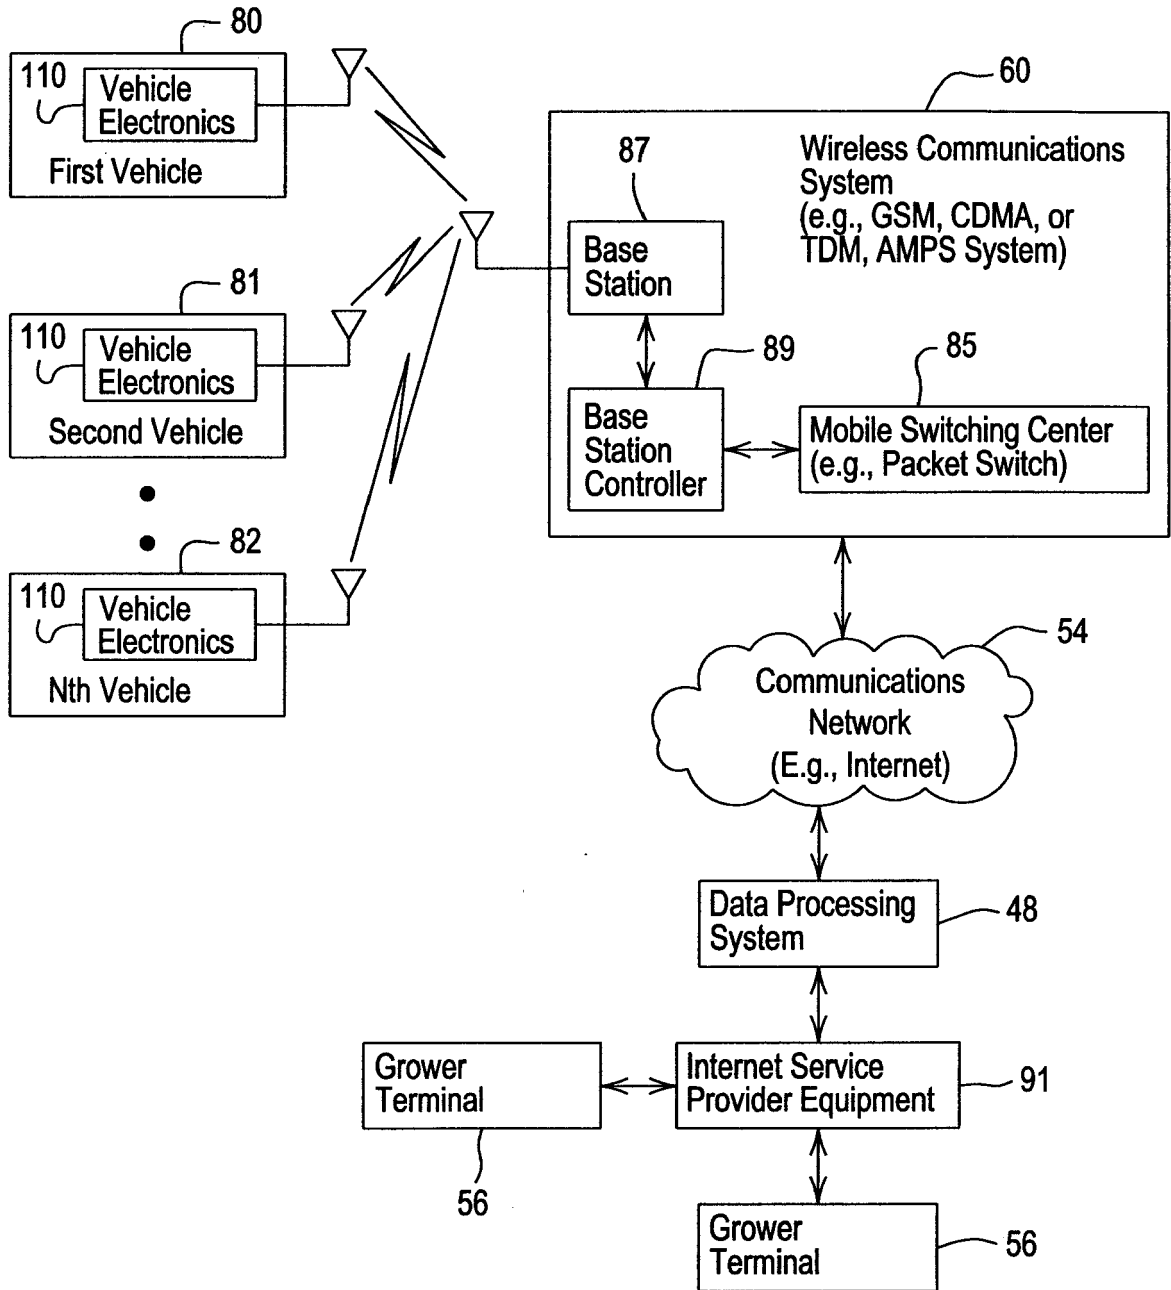 80
110
Vehicle
Electronics
First Vehicle
60
87
Wireless Communications
System
(e.g., GSM, CDMA, or
TDM, AMPS System)
Base
Station
81
110
Vehicle
Electronics
Second Vehicle
89
85
Base
Station
Controller
Mobile Switching Center
(e.g., Packet Switch)
82
110
Vehicle
Electronics
Nth Vehicle
54
Communications
Network
(E.g., Internet)
Data Processing
System
48
Grower
Terminal
56
Internet Service
Provider Equipment
91
Grower
Terminal
56